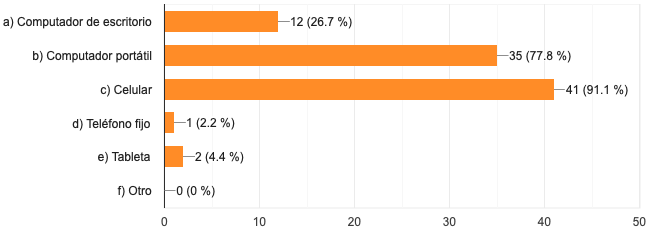 a) Computador de escritorio 12 (26.7 %)
b) Computador portátil 35 (77.8 %)
c) Celular 41 (91.1 %)
d) Teléfono fijo 1 (2.2 %)
e) Tableta 2 (4.4 %)
f) Otro 0 (0 %)
0 10 20 30 40 50